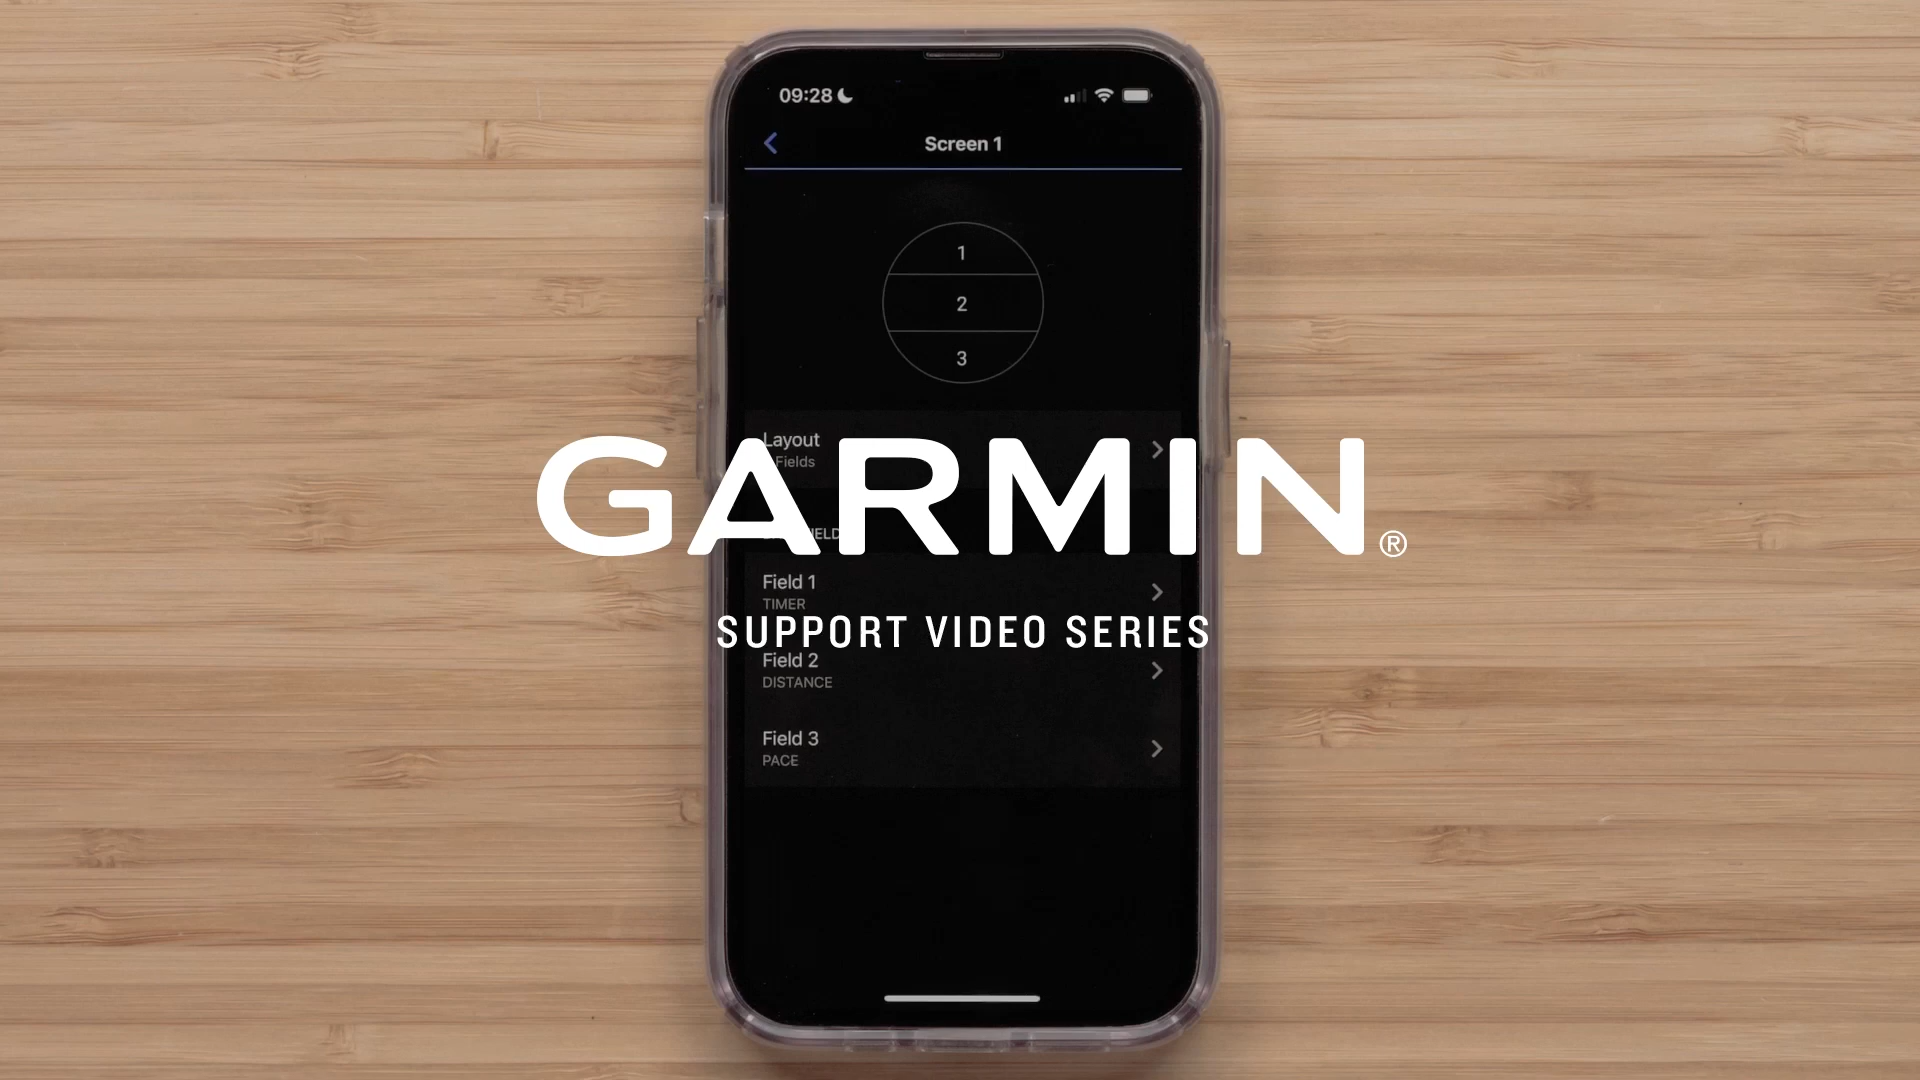 09:28
Screen 1
1
2
3
Layout
Fields
GARMIN®
Field 1
TIMER
SUPPORT VIDEO SERIES
Field 2
DISTANCE
Field 3
PACE